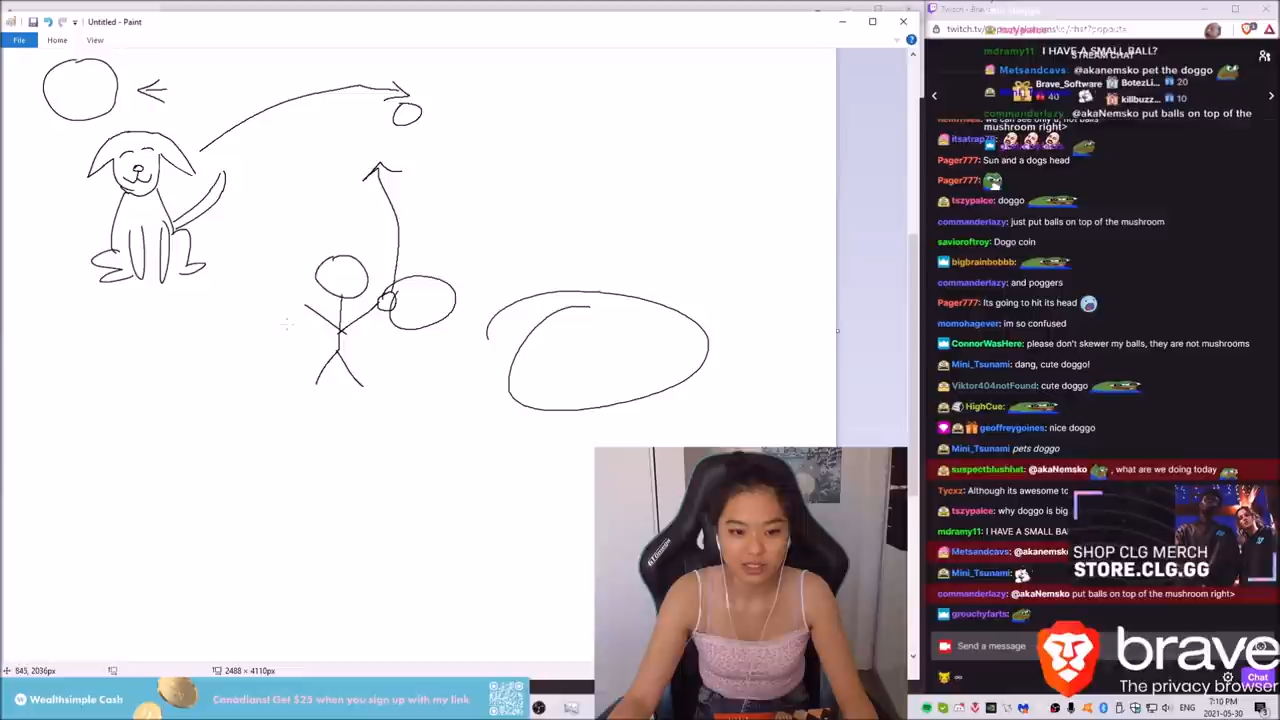 Untitled - Paint
File Home View
Twitch - Brave
STREAM CHAT
mdramy11 I HAVE A SMALL BALL?
Metsandcavs: @akanemsko pet the doggo
Brave_Software 40
BotezLi... 20
killbuzz... 10
commanderlazy: @akaNemsko put balls on top of the
mushroom right>
Pager777: Sun and a dogs head
Pager777:
tszypalce: doggo
commanderlazy: just put balls on top of the mushroom
savioroftroy: Dogo coin
bigbrainbobbb:
commanderlazy: and poggers
Pager777: Its going to hit its head
momohagever: im so confused
ConnorWasHere: please don't skewer my balls, they are not mushrooms
Mini_Tsunami: dang, cute doggo!
Viktor404notFound: cute doggo
HighCue:
geoffreygoines: nice doggo
Mini_Tsunami pets doggo
suspectblushhat: @akaNemsko , what are we doing today
Tycxz: Although its awesome to
tszypalce: why doggo is big
mdramy11: I HAVE A SMALL BA
Metsandcavs: @akanemsk
Mini_Tsunami:
commanderlazy: @akaNemsko put balls on top of the mushroom right>
grouchyfarts:
SHOP CLG MERCH
STORE.CLG.GG
Send a message
brave
The privacy browser
Chat
845, 2036px
2488 × 4110px
Wealthsimple Cash
Canadians! Get $25 when you sign up with my link
ENG
7:10 PM
2021-05-30